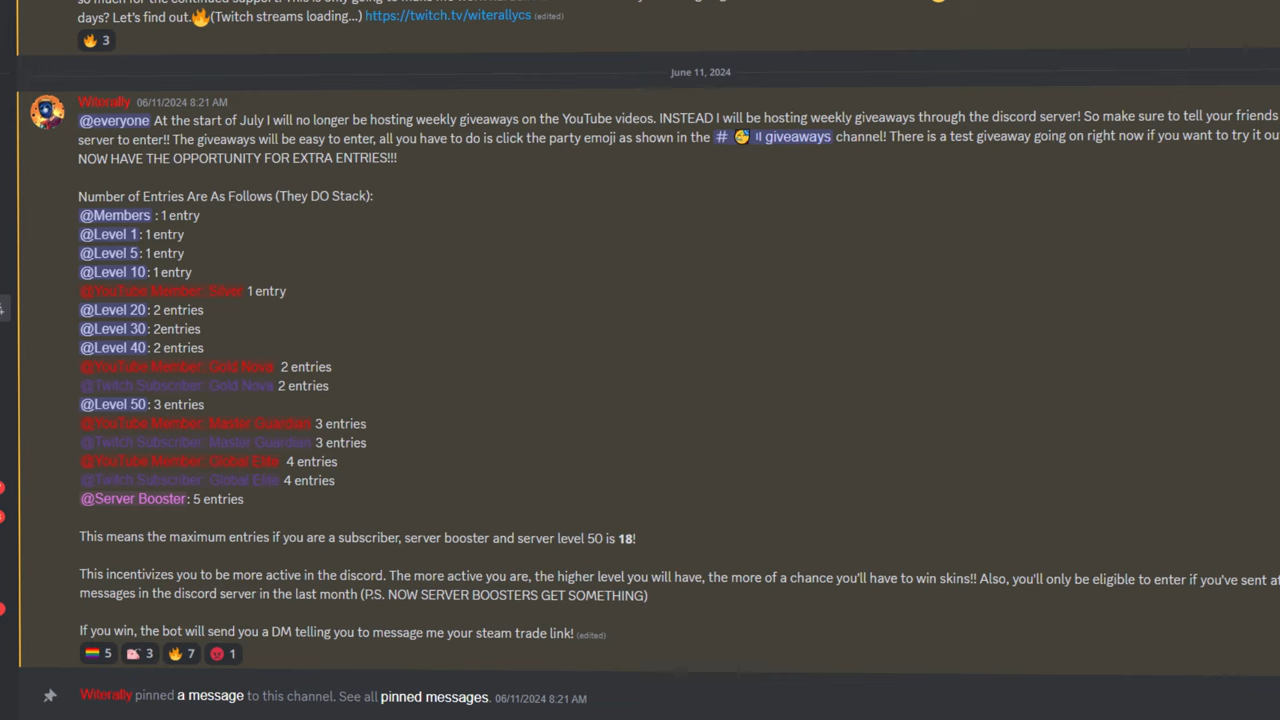 days? Let's find out.🔥(Twitch streams loading...) https://twitch.tv/witerallycs (edited)
🔥 3
June 11, 2024
Witerally 06/11/2024 8:21 AM
@everyone At the start of July I will no longer be hosting weekly giveaways on the YouTube videos. INSTEAD I will be hosting weekly giveaways through the discord server! So make sure to tell your friends
server to enter!! The giveaways will be easy to enter, all you have to do is click the party emoji as shown in the # 🥳 giveaways channel! There is a test giveaway going on right now if you want to try it ou
NOW HAVE THE OPPORTUNITY FOR EXTRA ENTRIES!!!
Number of Entries Are As Follows (They DO Stack):
@Members : 1 entry
@Level 1: 1 entry
@Level 5: 1 entry
@Level 10: 1 entry
@YouTube Member: Silver 1 entry
@Level 20: 2 entries
@Level 30: 2entries
@Level 40: 2 entries
@YouTube Member: Gold Nova 2 entries
@Twitch Subscriber: Gold Nova 2 entries
@Level 50: 3 entries
@YouTube Member: Master Guardian 3 entries
@Twitch Subscriber: Master Guardian 3 entries
@YouTube Member: Global Elite 4 entries
@Twitch Subscriber: Global Elite 4 entries
@Server Booster: 5 entries
This means the maximum entries if you are a subscriber, server booster and server level 50 is 18!
This incentivizes you to be more active in the discord. The more active you are, the higher level you will have, the more of a chance you'll have to win skins!! Also, you'll only be eligible to enter if you've sent at
messages in the discord server in the last month (P.S. NOW SERVER BOOSTERS GET SOMETHING)
If you win, the bot will send you a DM telling you to message me your steam trade link! (edited)
5 3 🔥 7 1
Witerally pinned a message to this channel. See all pinned messages. 06/11/2024 8:21 AM